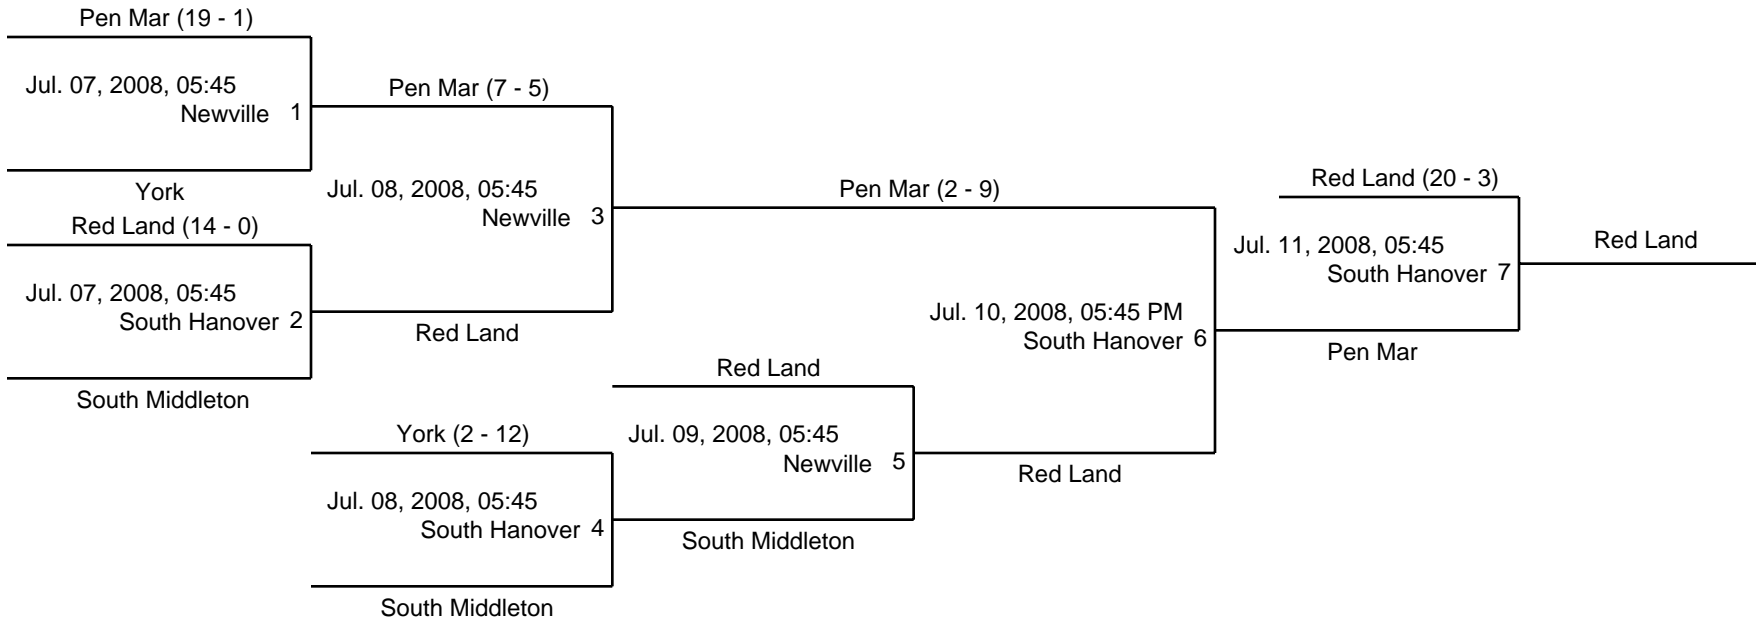 Pen Mar (19 - 1)
Jul. 07, 2008, 05:45
Newville 1
York
Red Land (14 - 0)
Jul. 07, 2008, 05:45
South Hanover 2
South Middleton
Pen Mar (7 - 5)
Jul. 08, 2008, 05:45
Newville 3
Red Land
York (2 - 12)
Jul. 08, 2008, 05:45
South Hanover 4
South Middleton
Red Land
Jul. 09, 2008, 05:45
Newville 5
South Middleton
Pen Mar (2 - 9)
Jul. 10, 2008, 05:45 PM
South Hanover 6
Red Land
Red Land (20 - 3)
Jul. 11, 2008, 05:45
South Hanover 7
Pen Mar
Red Land